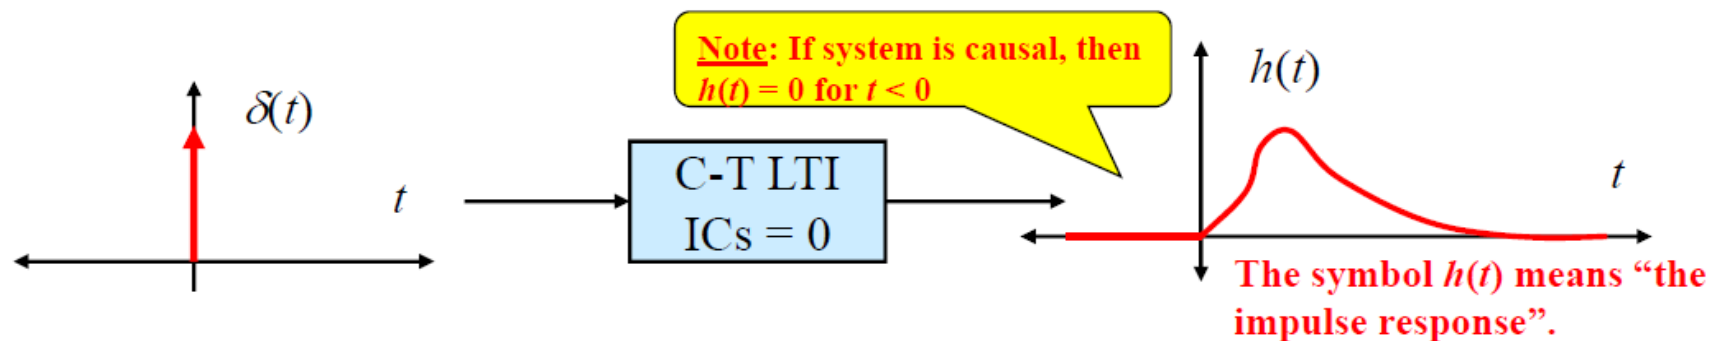 δ(t)
t
C-T LTI
ICs = 0
Note: If system is causal, then
h(t) = 0 for t < 0
h(t)
t
The symbol h(t) means “the
impulse response”.